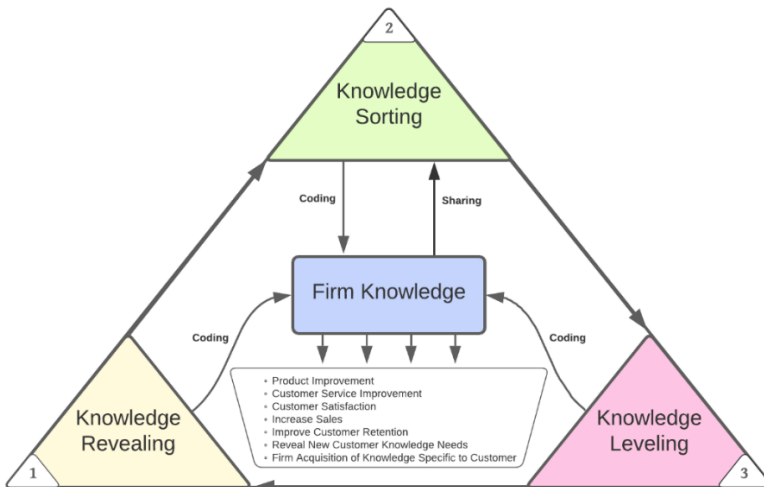 2
Knowledge
Sorting
Coding
Sharing
Firm Knowledge
Coding
Coding
Knowledge
Revealing
1
• Product Improvement
• Customer Service Improvement
• Customer Satisfaction
• Increase Sales
• Improve Customer Retention
• Reveal New Customer Knowledge Needs
• Firm Acquisition of Knowledge Specific to Customer
Knowledge
Leveling
3